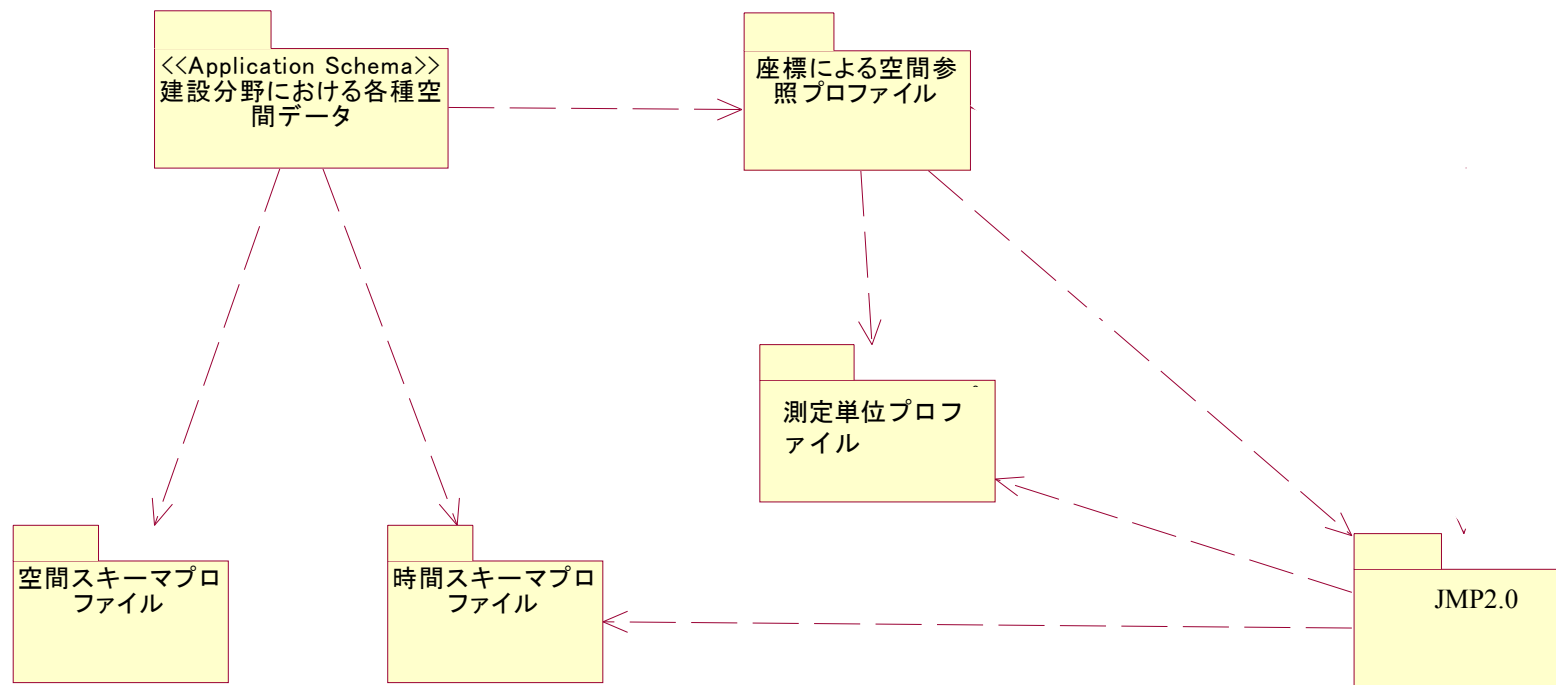 <<Application Schema>>
建設分野における各種空
間データ
座標による空間参
照プロファイル
測定単位プロフ
ァイル
空間スキーマプロ
ファイル
時間スキーマプロ
ファイル
JMP2.0